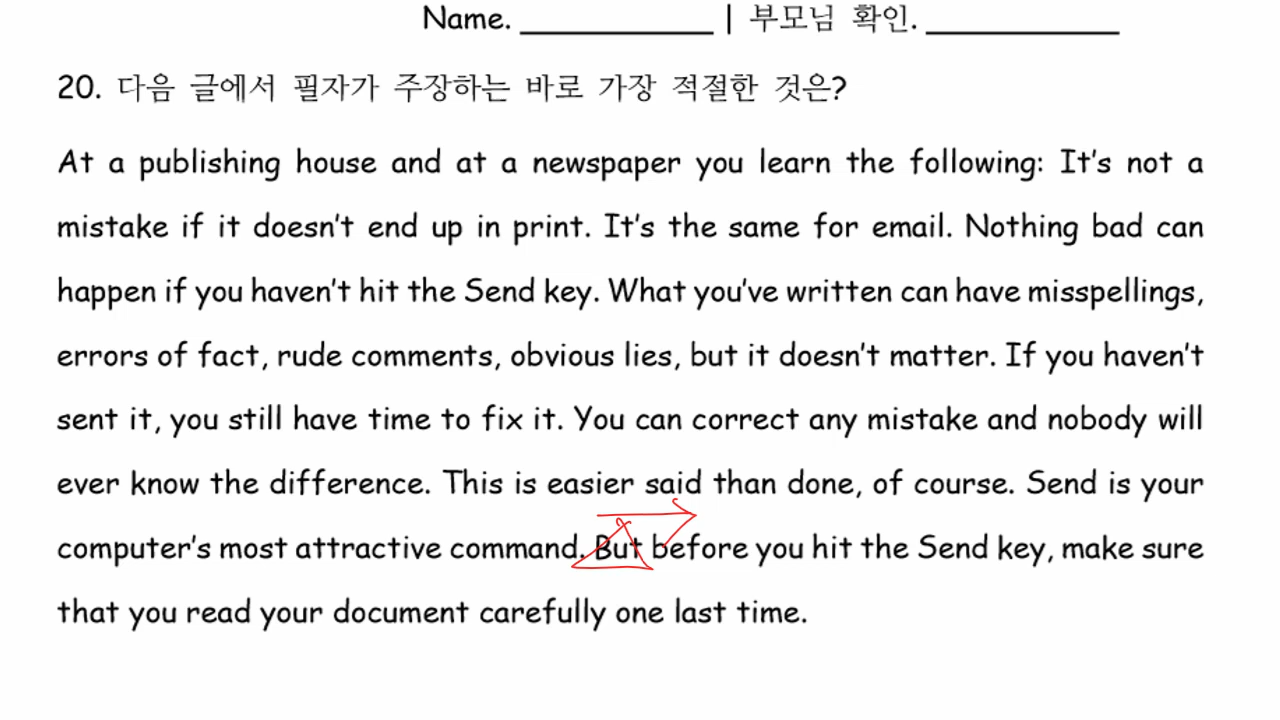 Name. ___________ | 부모님 확인. ___________
20. 다음 글에서 필자가 주장하는 바로 가장 적절한 것은?
At a publishing house and at a newspaper you learn the following: It's not a
mistake if it doesn't end up in print. It's the same for email. Nothing bad can
happen if you haven't hit the Send key. What you've written can have misspellings,
errors of fact, rude comments, obvious lies, but it doesn't matter. If you haven't
sent it, you still have time to fix it. You can correct any mistake and nobody will
ever know the difference. This is easier said than done, of course. Send is your
computer's most attractive command. But before you hit the Send key, make sure
that you read your document carefully one last time.